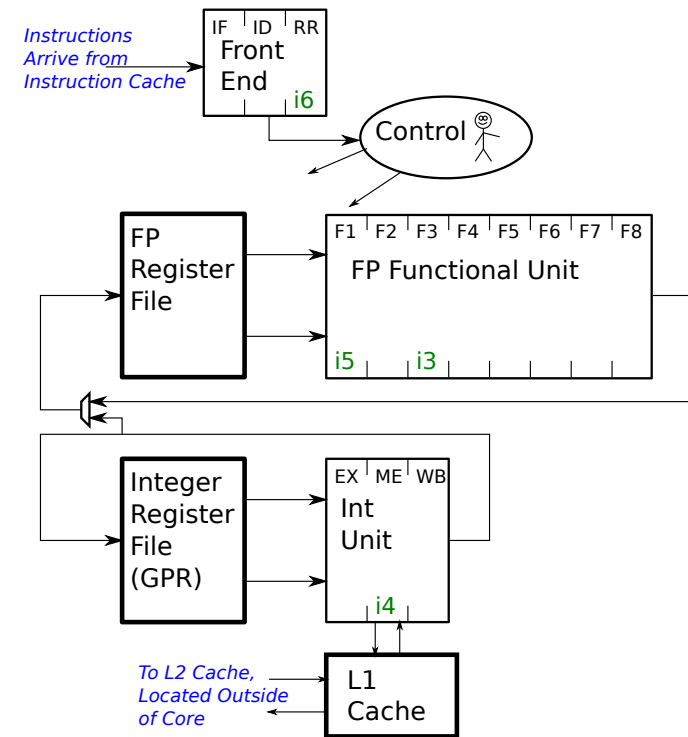 Instructions
Arrive from
Instruction Cache
IF ID RR
Front
End
i6
Control
FP
Register
File
F1 F2 F3 F4 F5 F6 F7 F8
FP Functional Unit
i5 i3
Integer
Register
File
(GPR)
EX ME WB
Int
Unit
i4
To L2 Cache,
Located Outside
of Core
L1
Cache